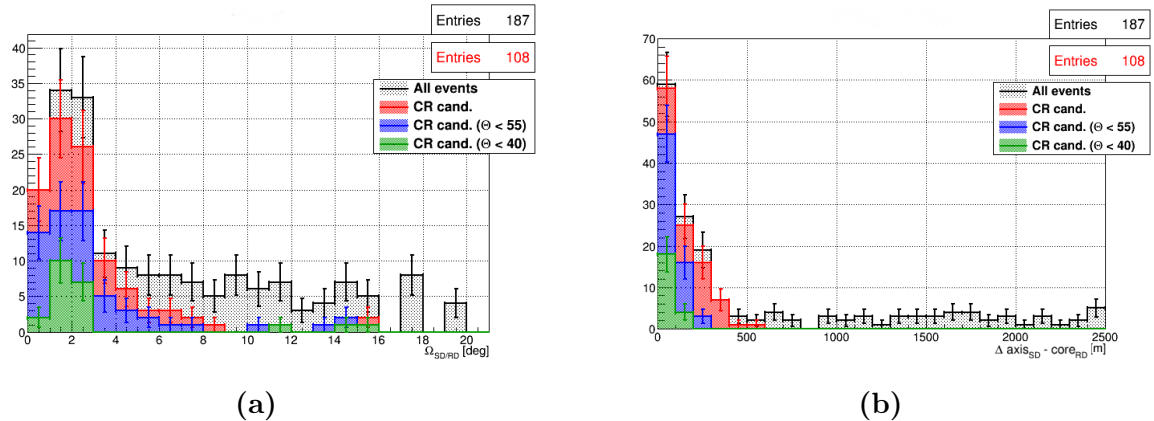 Entries 187
Entries 108
All events
CR cand.
CR cand. (Θ < 55)
CR cand. (Θ < 40)
40
35
30
25
20
15
10
5
0
0 2 4 6 8 10 12 14 16 18 20
Ω_SD/RD [deg]
(a)
Entries 187
Entries 108
All events
CR cand.
CR cand. (Θ < 55)
CR cand. (Θ < 40)
70
60
50
40
30
20
10
0
0 500 1000 1500 2000 2500
Δ axis_SD - core_RD [m]
(b)